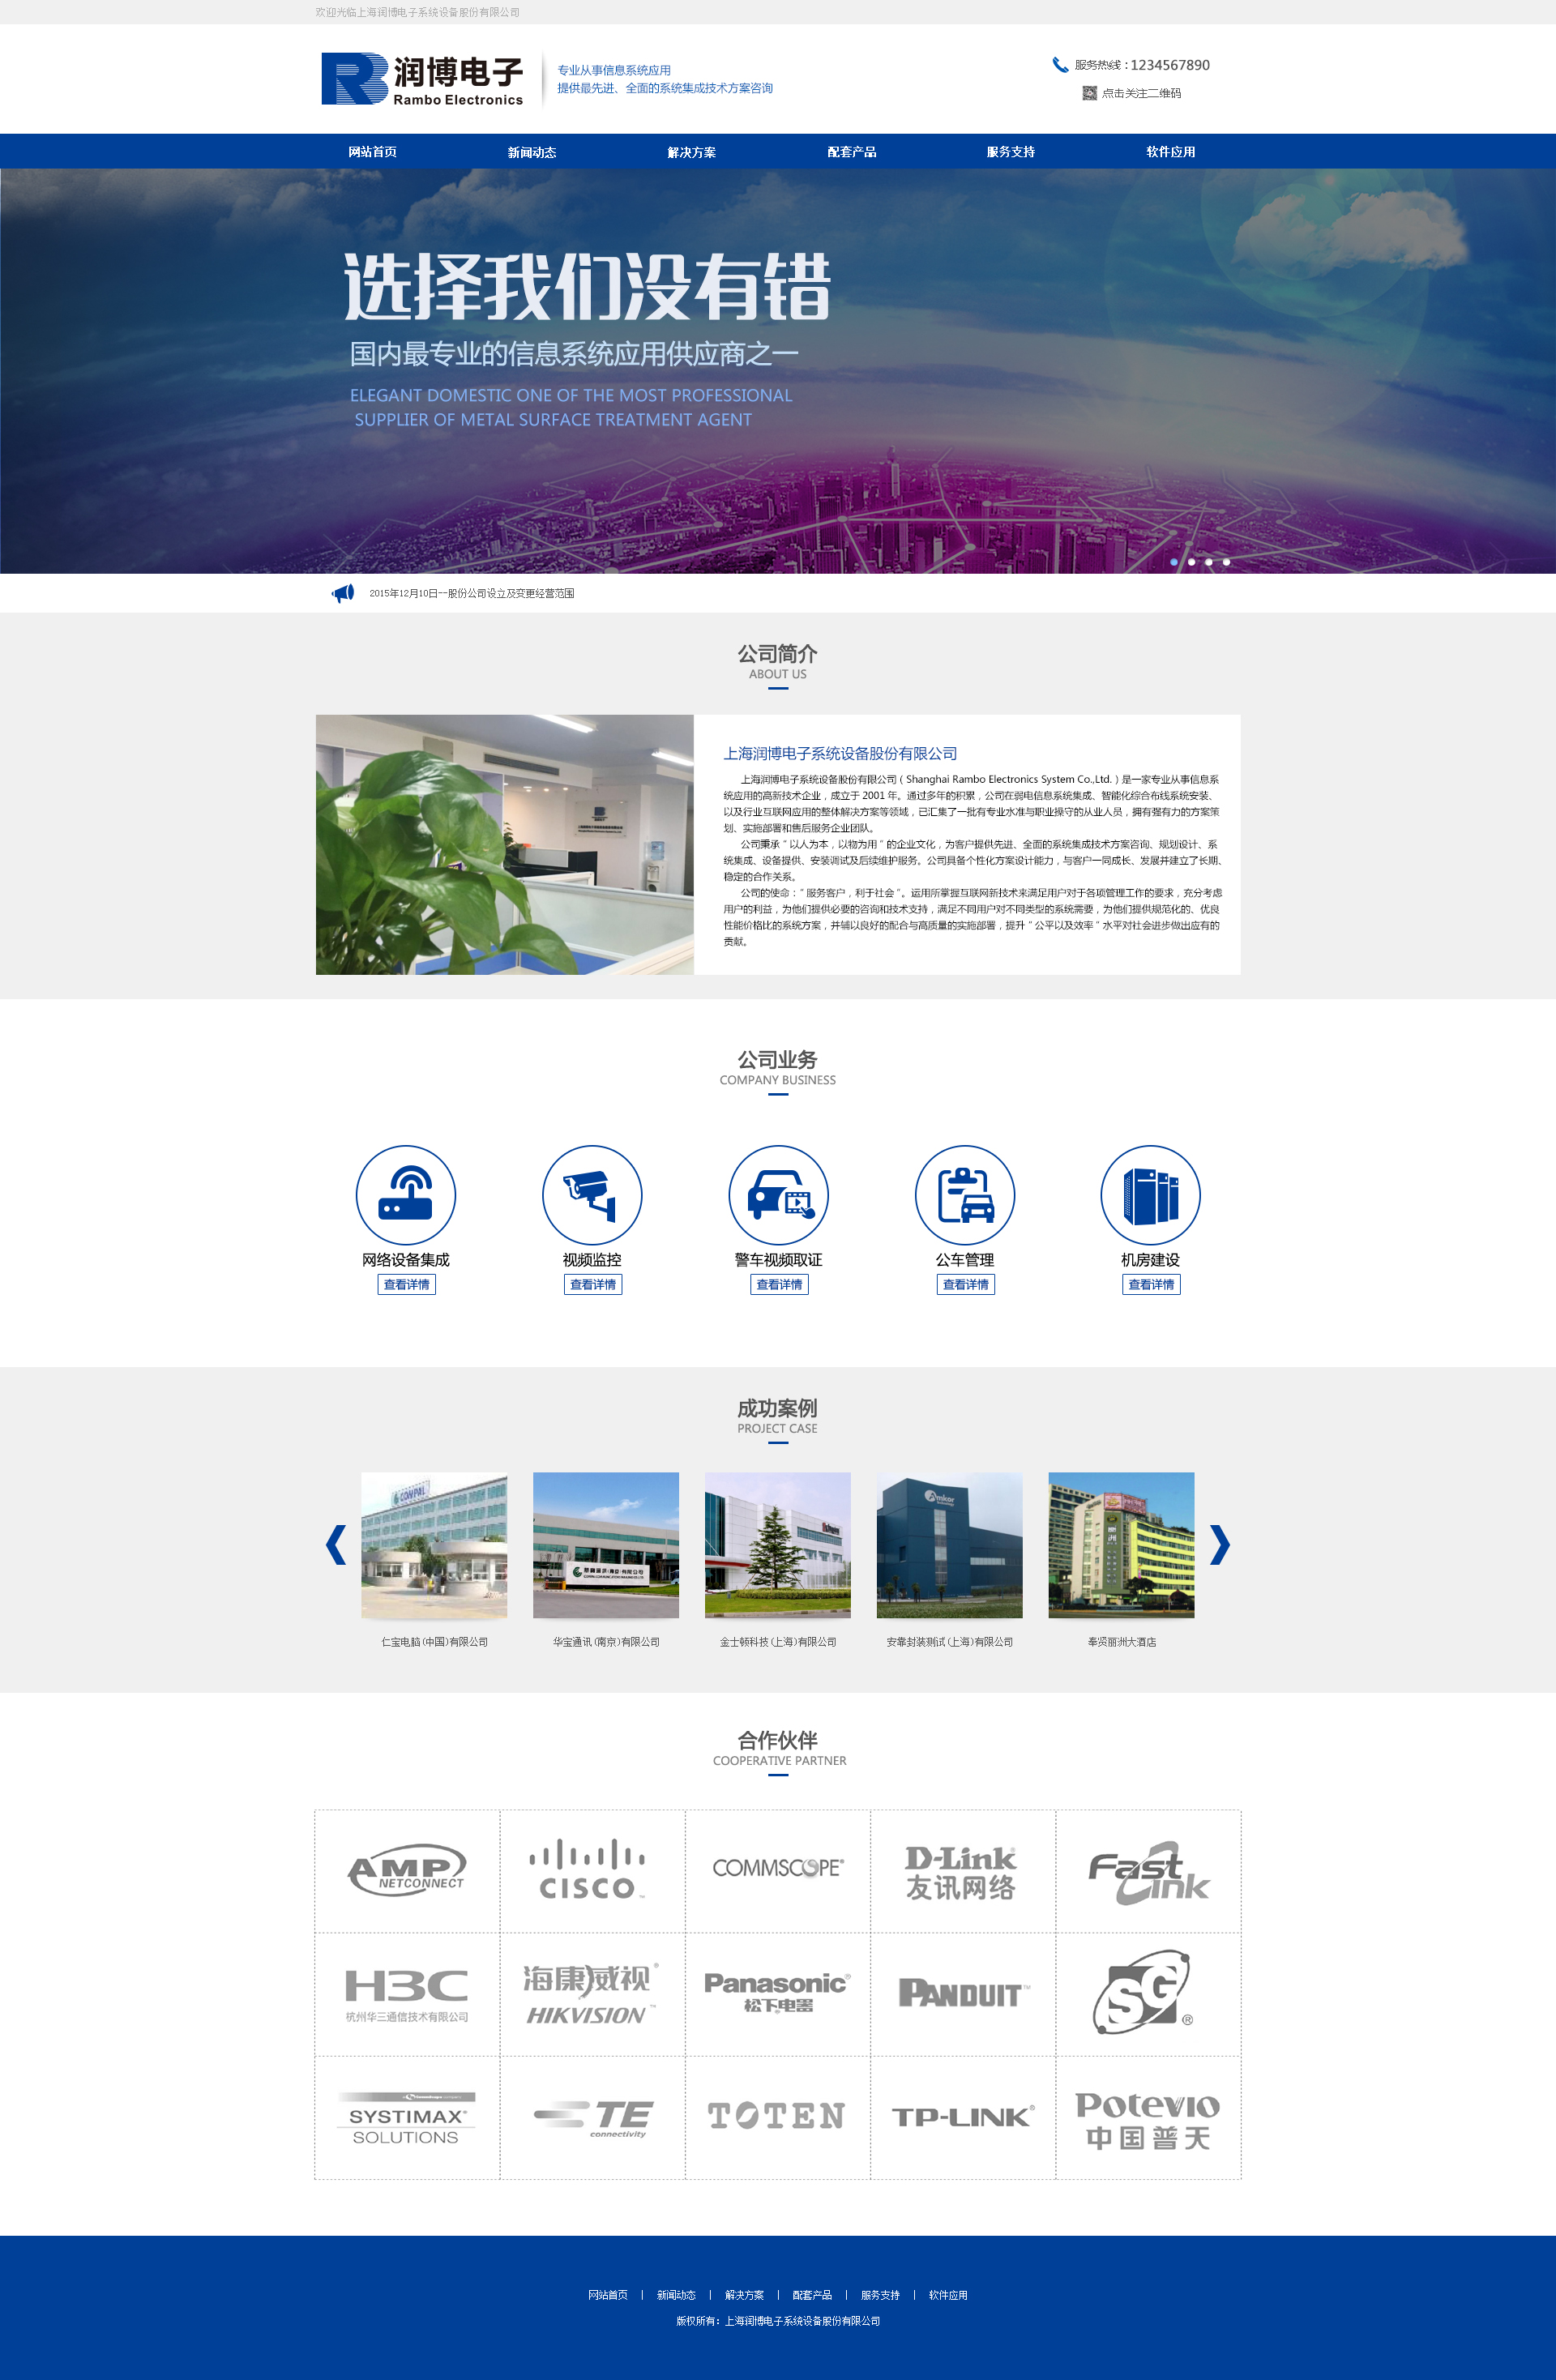 欢迎光临上海润博电子系统设备股份有限公司
润博电子
Rambo Electronics
专业从事信息系统应用
提供最先进、全面的系统集成技术方案咨询
服务热线：1234567890
点击关注二维码
网站首页 新闻动态 解决方案 配套产品 服务支持 软件应用
选择我们没有错
国内最专业的信息系统应用供应商之一
ELEGANT DOMESTIC ONE OF THE MOST PROFESSIONAL
SUPPLIER OF METAL SURFACE TREATMENT AGENT
2015年12月10日--股份公司设立及变更经营范围
公司简介
ABOUT US
上海润博电子系统设备股份有限公司
上海润博电子系统设备股份有限公司（Shanghai Rambo Electronics System Co.,Ltd.）是一家专业从事信息系
统应用的高新技术企业，成立于 2001 年。通过多年的积累，公司在弱电信息系统集成、智能化综合布线系统安装、
以及行业互联网应用的整体解决方案等领域，已汇集了一批有专业水准与职业操守的从业人员，拥有强有力的方案策
划、实施部署和售后服务企业团队。
公司秉承“以人为本，以物为用”的企业文化，为客户提供先进、全面的系统集成技术方案咨询、规划设计、系
统集成、设备提供、安装调试及后续维护服务。公司具备个性化方案设计能力，与客户一同成长、发展并建立了长期、
稳定的合作关系。
公司的使命：“服务客户，利于社会”。运用所掌握互联网新技术来满足用户对于各项管理工作的要求，充分考虑
用户的利益，为他们提供必要的咨询和技术支持，满足不同用户对不同类型的系统需要，为他们提供规范化的、优良
性能价格比的系统方案，并辅以良好的配合与高质量的实施部署，提升“公平以及效率”水平对社会进步做出应有的
贡献。
公司业务
COMPANY BUSINESS
网络设备集成 视频监控 警车视频取证 公车管理 机房建设
查看详情 查看详情 查看详情 查看详情 查看详情
成功案例
PROJECT CASE
COMPAL
Amkor
仁宝电脑(中国)有限公司 华宝通讯(南京)有限公司 金士顿科技(上海)有限公司 安靠封装测试(上海)有限公司 奉贤丽洲大酒店
合作伙伴
COOPERATIVE PARTNER
AMP
NETCONNECT
CISCO™
COMMSCOPE®
D-Link
友讯网络
Fast Link
H3C
杭州华三通信技术有限公司
海康威视®
HIKVISION™
Panasonic®
松下电器
PANDUIT™
SG®
SYSTIMAX®
SOLUTIONS
TE
connectivity
TOTEN
TP-LINK®
Potevio
中国普天
网站首页 | 新闻动态 | 解决方案 | 配套产品 | 服务支持 | 软件应用
版权所有：上海润博电子系统设备股份有限公司